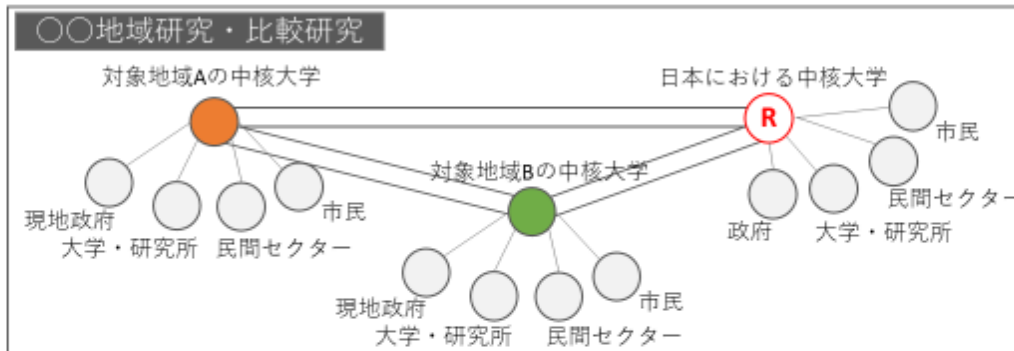 ○○地域研究・比較研究
対象地域Aの中核大学
日本における中核大学
R
市民
対象地域Bの中核大学
民間セクター
現地政府
市民
大学・研究所
民間セクター
政府
大学・研究所
現地政府
市民
大学・研究所
民間セクター